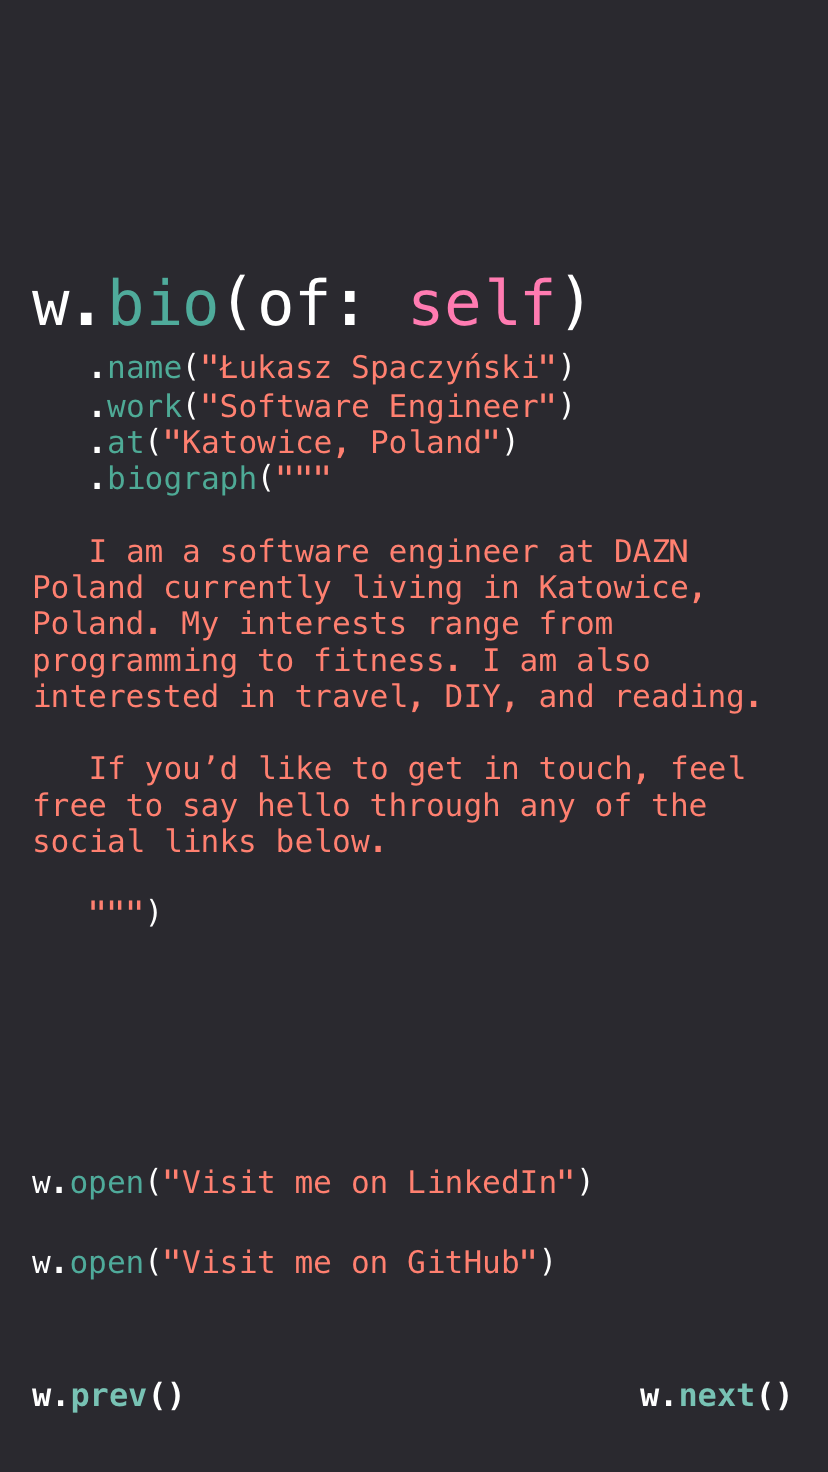 w.bio(of: self)
.name("Łukasz Spaczyński")
.work("Software Engineer")
.at("Katowice, Poland")
.biograph("""
I am a software engineer at DAZN
Poland currently living in Katowice,
Poland. My interests range from
programming to fitness. I am also
interested in travel, DIY, and reading.
If you’d like to get in touch, feel
free to say hello through any of the
social links below.
""")
w.open("Visit me on LinkedIn")
w.open("Visit me on GitHub")
w.prev() w.next()